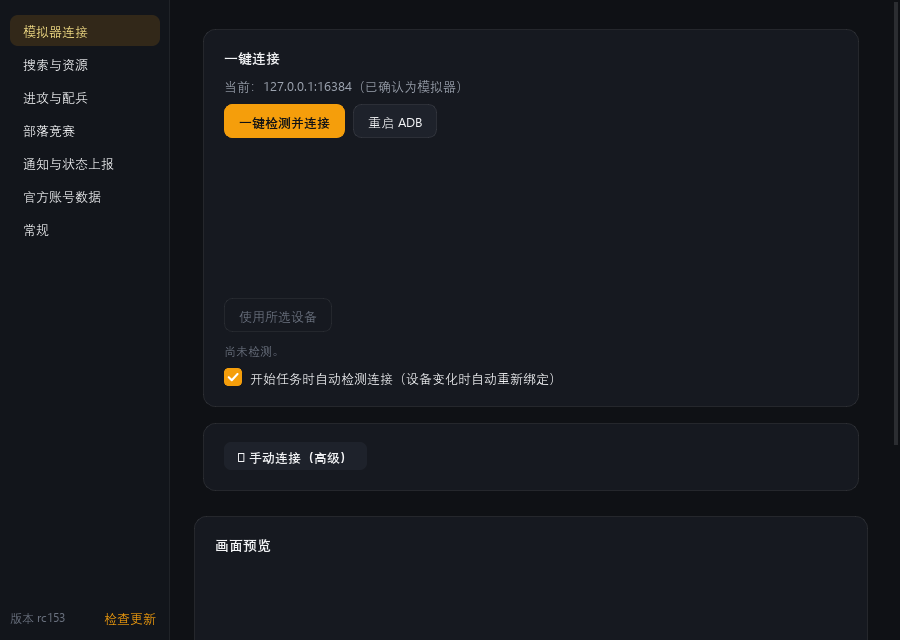 模拟器连接
搜索与资源
进攻与配兵
部落竞赛
通知与状态上报
官方账号数据
常规
版本 rc153
检查更新
一键连接
当前：127.0.0.1:16384（已确认为模拟器）
一键检测并连接
重启 ADB
使用所选设备
尚未检测。
开始任务时自动检测连接（设备变化时自动重新绑定）
手动连接（高级）
画面预览